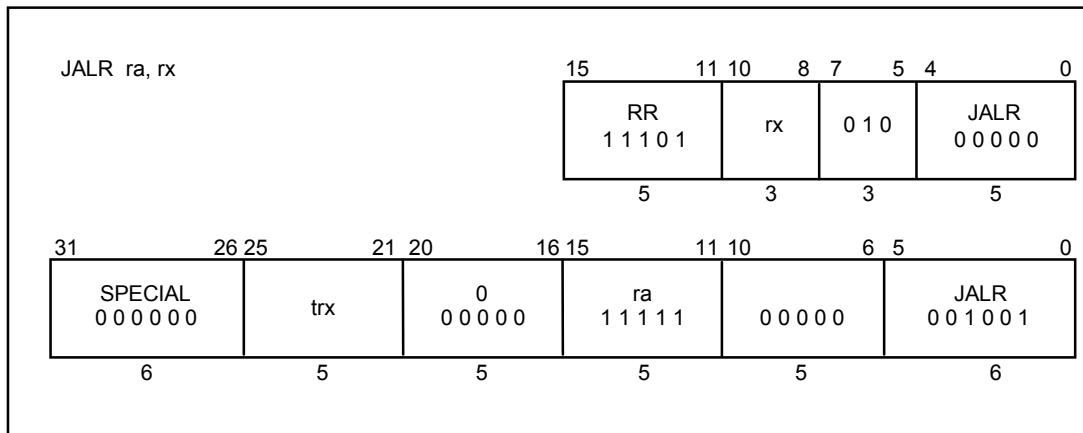 JALR ra, rx
15 11 10 8 7 5 4 0
RR rx 0 1 0 JALR
1 1 1 0 1 0 0 0 0 0
5 3 3 5
31 26 25 21 20 16 15 11 10 6 5 0
SPECIAL trx 0 ra JALR
0 0 0 0 0 0 0 0 0 0 0 1 1 1 1 1 0 0 0 0 0 0 0 1 0 0 1
6 5 5 5 5 6